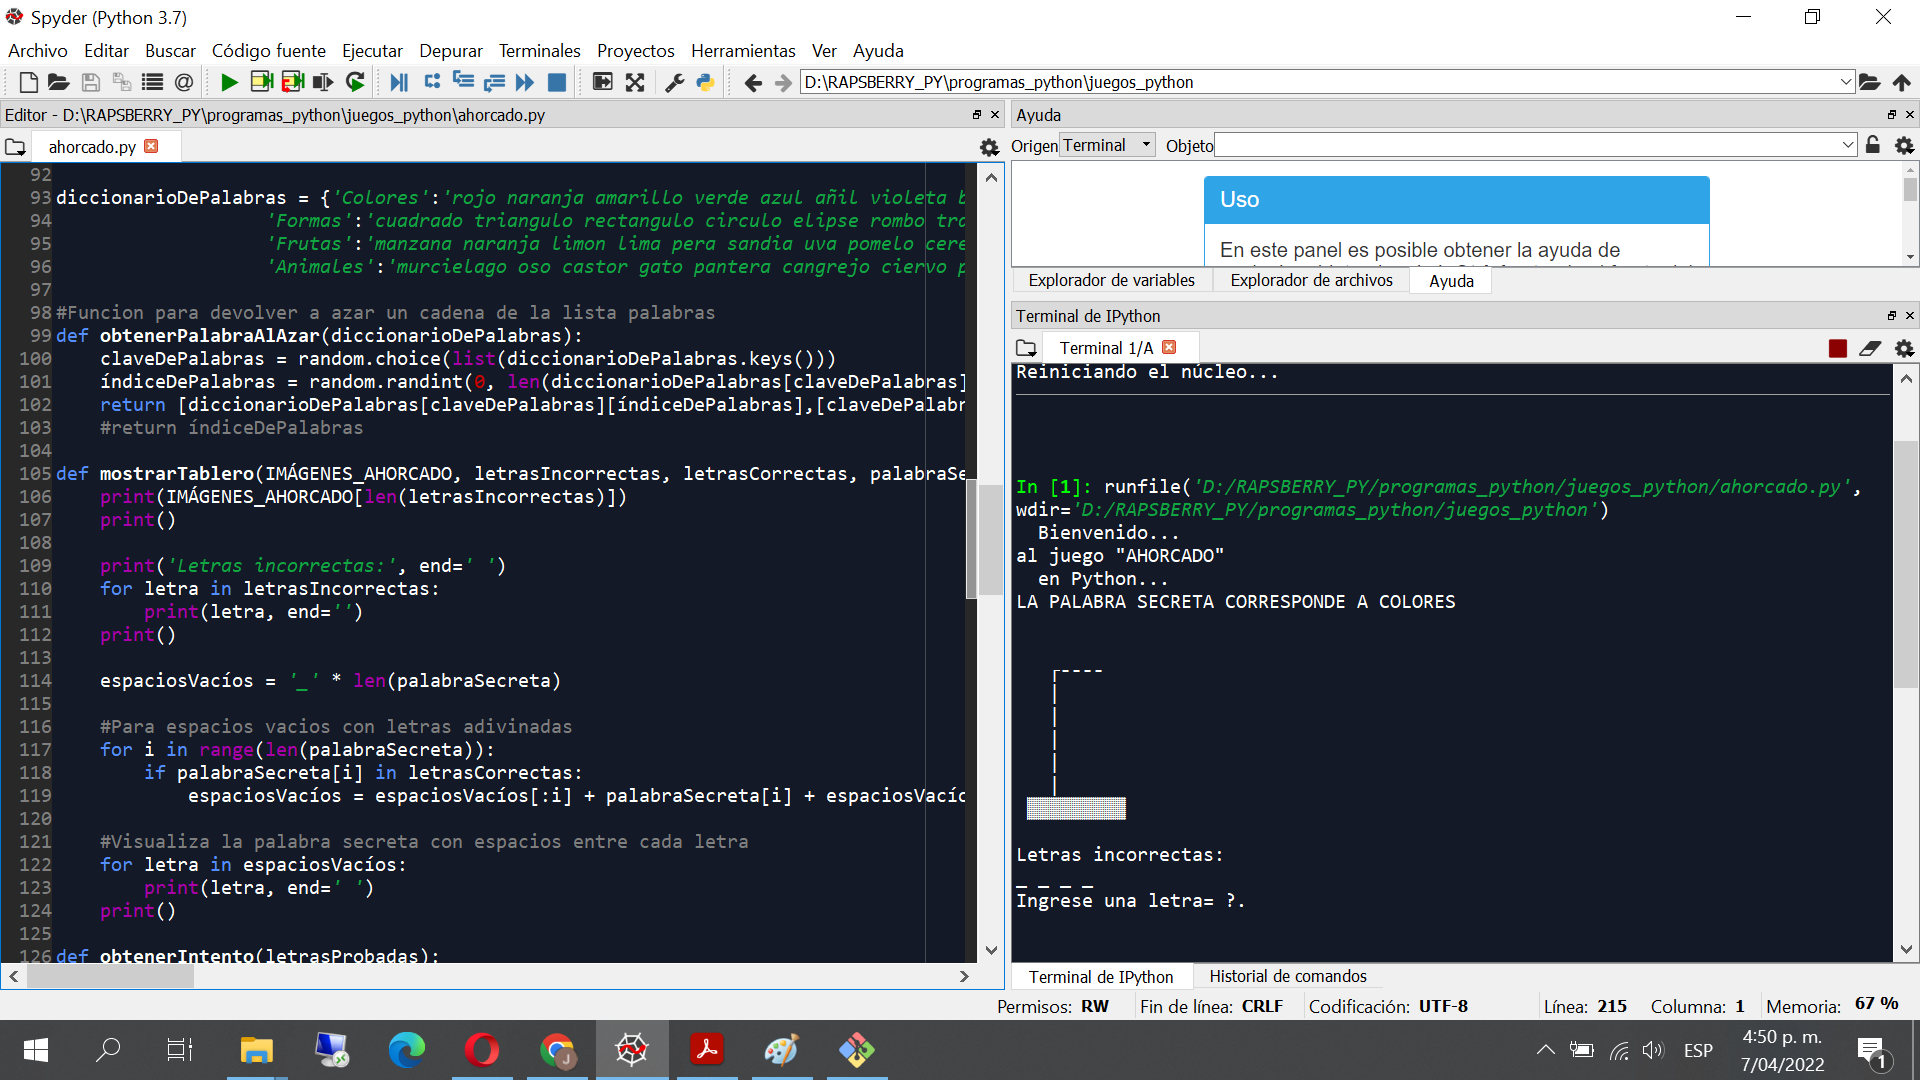 Spyder (Python 3.7)
Archivo Editar Buscar Código fuente Ejecutar Depurar Terminales Proyectos Herramientas Ver Ayuda
D:\RAPSBERRY_PY\programas_python\juegos_python
Editor - D:\RAPSBERRY_PY\programas_python\juegos_python\ahorcado.py
ahorcado.py
92
93 diccionarioDePalabras = {'Colores':'rojo naranja amarillo verde azul añil violeta b
94 'Formas':'cuadrado triangulo rectangulo circulo elipse rombo tra
95 'Frutas':'manzana naranja limon lima pera sandia uva pomelo cere
96 'Animales':'murcielago oso castor gato pantera cangrejo ciervo p
97
98 #Funcion para devolver a azar un cadena de la lista palabras
99 def obtenerPalabraAlAzar(diccionarioDePalabras):
100 claveDePalabras = random.choice(list(diccionarioDePalabras.keys()))
101 índiceDePalabras = random.randint(0, len(diccionarioDePalabras[claveDePalabras]
102 return [diccionarioDePalabras[claveDePalabras][índiceDePalabras],[claveDePalabr
103 #return índiceDePalabras
104
105 def mostrarTablero(IMÁGENES_AHORCADO, letrasIncorrectas, letrasCorrectas, palabraSe
106 print(IMÁGENES_AHORCADO[len(letrasIncorrectas)])
107 print()
108
109 print('Letras incorrectas:', end=' ')
110 for letra in letrasIncorrectas:
111 print(letra, end='')
112 print()
113
114 espaciosVacíos = '_' * len(palabraSecreta)
115
116 #Para espacios vacios con letras adivinadas
117 for i in range(len(palabraSecreta)):
118 if palabraSecreta[i] in letrasCorrectas:
119 espaciosVacíos = espaciosVacíos[:i] + palabraSecreta[i] + espaciosVacío
120
121 #Visualiza la palabra secreta con espacios entre cada letra
122 for letra in espaciosVacíos:
123 print(letra, end=' ')
124 print()
125
126 def obtenerIntento(letrasProbadas):
Ayuda
Origen Terminal Objeto
Uso
En este panel es posible obtener la ayuda de
Explorador de variables Explorador de archivos Ayuda
Terminal de IPython
Terminal 1/A
Reiniciando el núcleo...
In [1]: runfile('D:/RAPSBERRY_PY/programas_python/juegos_python/ahorcado.py',
wdir='D:/RAPSBERRY_PY/programas_python/juegos_python')
Bienvenido...
al juego "AHORCADO"
en Python...
LA PALABRA SECRETA CORRESPONDE A COLORES
Letras incorrectas:
_ _ _ _
Ingrese una letra= ?.
Terminal de IPython Historial de comandos
Permisos: RW Fin de línea: CRLF Codificación: UTF-8 Línea: 215 Columna: 1 Memoria: 67 %
ESP
4:50 p. m.
7/04/2022
1